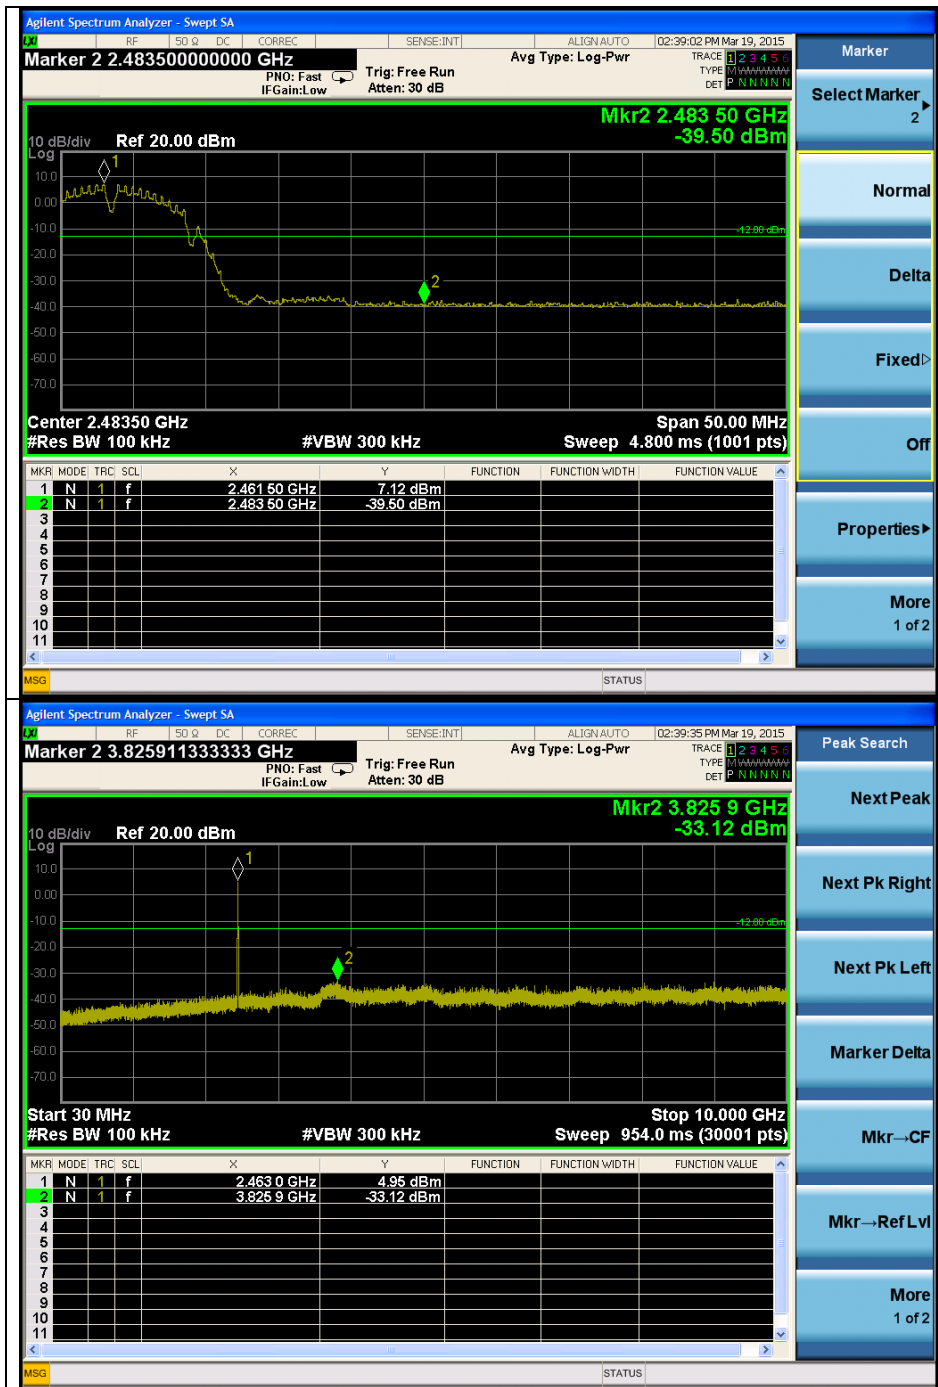 Agilent Spectrum Analyzer - Swept SA
LXI RF 50 Ω DC CORREC SENSE:INT ALIGN AUTO 02:39:02 PM Mar 19, 2015
Marker 2 2.483500000000 GHz
PNO: Fast
IFGain:Low
Trig: Free Run
Atten: 30 dB
Avg Type: Log-Pwr
TRACE 1 2 3 4 5 6
TYPE M
DET P N N N N N
Mkr2 2.483 50 GHz
-39.50 dBm
10 dB/div Ref 20.00 dBm
Log
10.0
0.00
-10.0
-20.0
-30.0
-40.0
-50.0
-60.0
-70.0
1
2
-12.88 dBm
Center 2.48350 GHz Span 50.00 MHz
#Res BW 100 kHz #VBW 300 kHz Sweep 4.800 ms (1001 pts)
MKR MODE TRC SCL X Y FUNCTION FUNCTION WIDTH FUNCTION VALUE
1 N 1 f 2.461 50 GHz 7.12 dBm
2 N 1 f 2.483 50 GHz -39.50 dBm
3
4
5
6
7
8
9
10
11
MSG STATUS
Marker
Select Marker
2
Normal
Delta
Fixed
Off
Properties
More
1 of 2
Agilent Spectrum Analyzer - Swept SA
LXI RF 50 Ω DC CORREC SENSE:INT ALIGN AUTO 02:39:35 PM Mar 19, 2015
Marker 2 3.825911333333 GHz
PNO: Fast
IFGain:Low
Trig: Free Run
Atten: 30 dB
Avg Type: Log-Pwr
TRACE 1 2 3 4 5 6
TYPE M
DET P N N N N N
Mkr2 3.825 9 GHz
-33.12 dBm
10 dB/div Ref 20.00 dBm
Log
10.0
0.00
-10.0
-20.0
-30.0
-40.0
-50.0
-60.0
-70.0
1
2
-12.88 dBm
Start 30 MHz Stop 10.000 GHz
#Res BW 100 kHz #VBW 300 kHz Sweep 954.0 ms (30001 pts)
MKR MODE TRC SCL X Y FUNCTION FUNCTION WIDTH FUNCTION VALUE
1 N 1 f 2.463 0 GHz 4.95 dBm
2 N 1 f 3.825 9 GHz -33.12 dBm
3
4
5
6
7
8
9
10
11
MSG STATUS
Peak Search
Next Peak
Next Pk Right
Next Pk Left
Marker Delta
Mkr→CF
Mkr→Ref Lvl
More
1 of 2